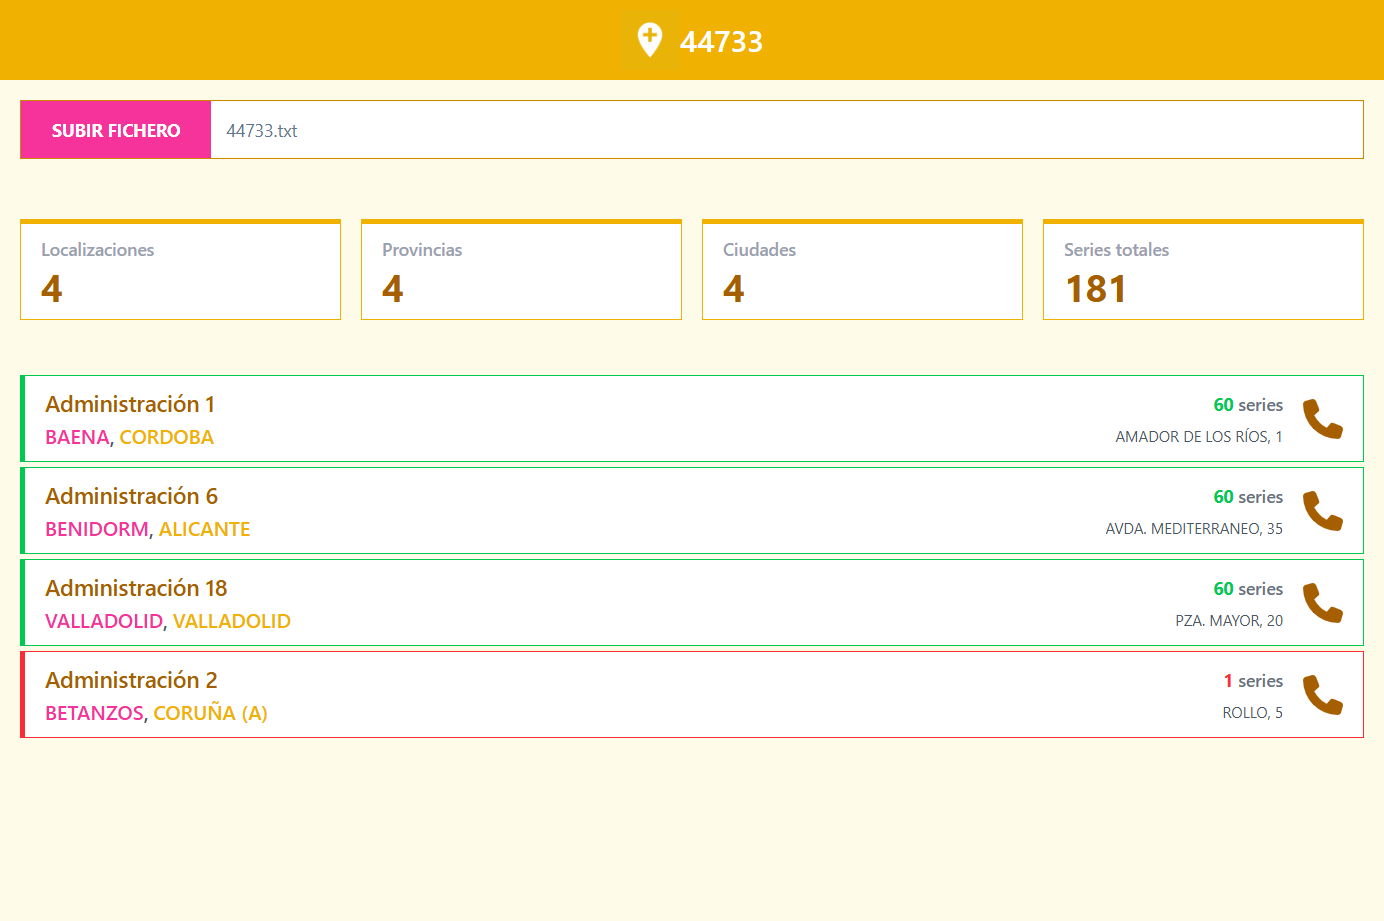 44733
SUBIR FICHERO 44733.txt
Localizaciones
4
Provincias
4
Ciudades
4
Series totales
181
Administración 1
BAENA, CORDOBA
60 series
AMADOR DE LOS RÍOS, 1
Administración 6
BENIDORM, ALICANTE
60 series
AVDA. MEDITERRANEO, 35
Administración 18
VALLADOLID, VALLADOLID
60 series
PZA. MAYOR, 20
Administración 2
BETANZOS, CORUÑA (A)
1 series
ROLLO, 5